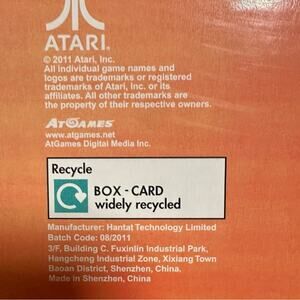 ATARI®
© 2011 Atari, Inc.
All individual game names and
logos are trademarks or registered
trademarks of Atari, Inc. or its
affiliates. All other trademarks are
the property of their respective owners.
ATGAMES
www.atgames.net
AtGames Digital Media Inc.
Recycle
BOX - CARD
widely recycled
Manufacturer: Hantat Technology Limited
Batch Code: 08/2011
3/F, Building C. Fuxinlin Industrial Park,
Hangcheng Industrial Zone, Xixiang Town
Baoan District, Shenzhen, China.
Made in Shenzhen, China